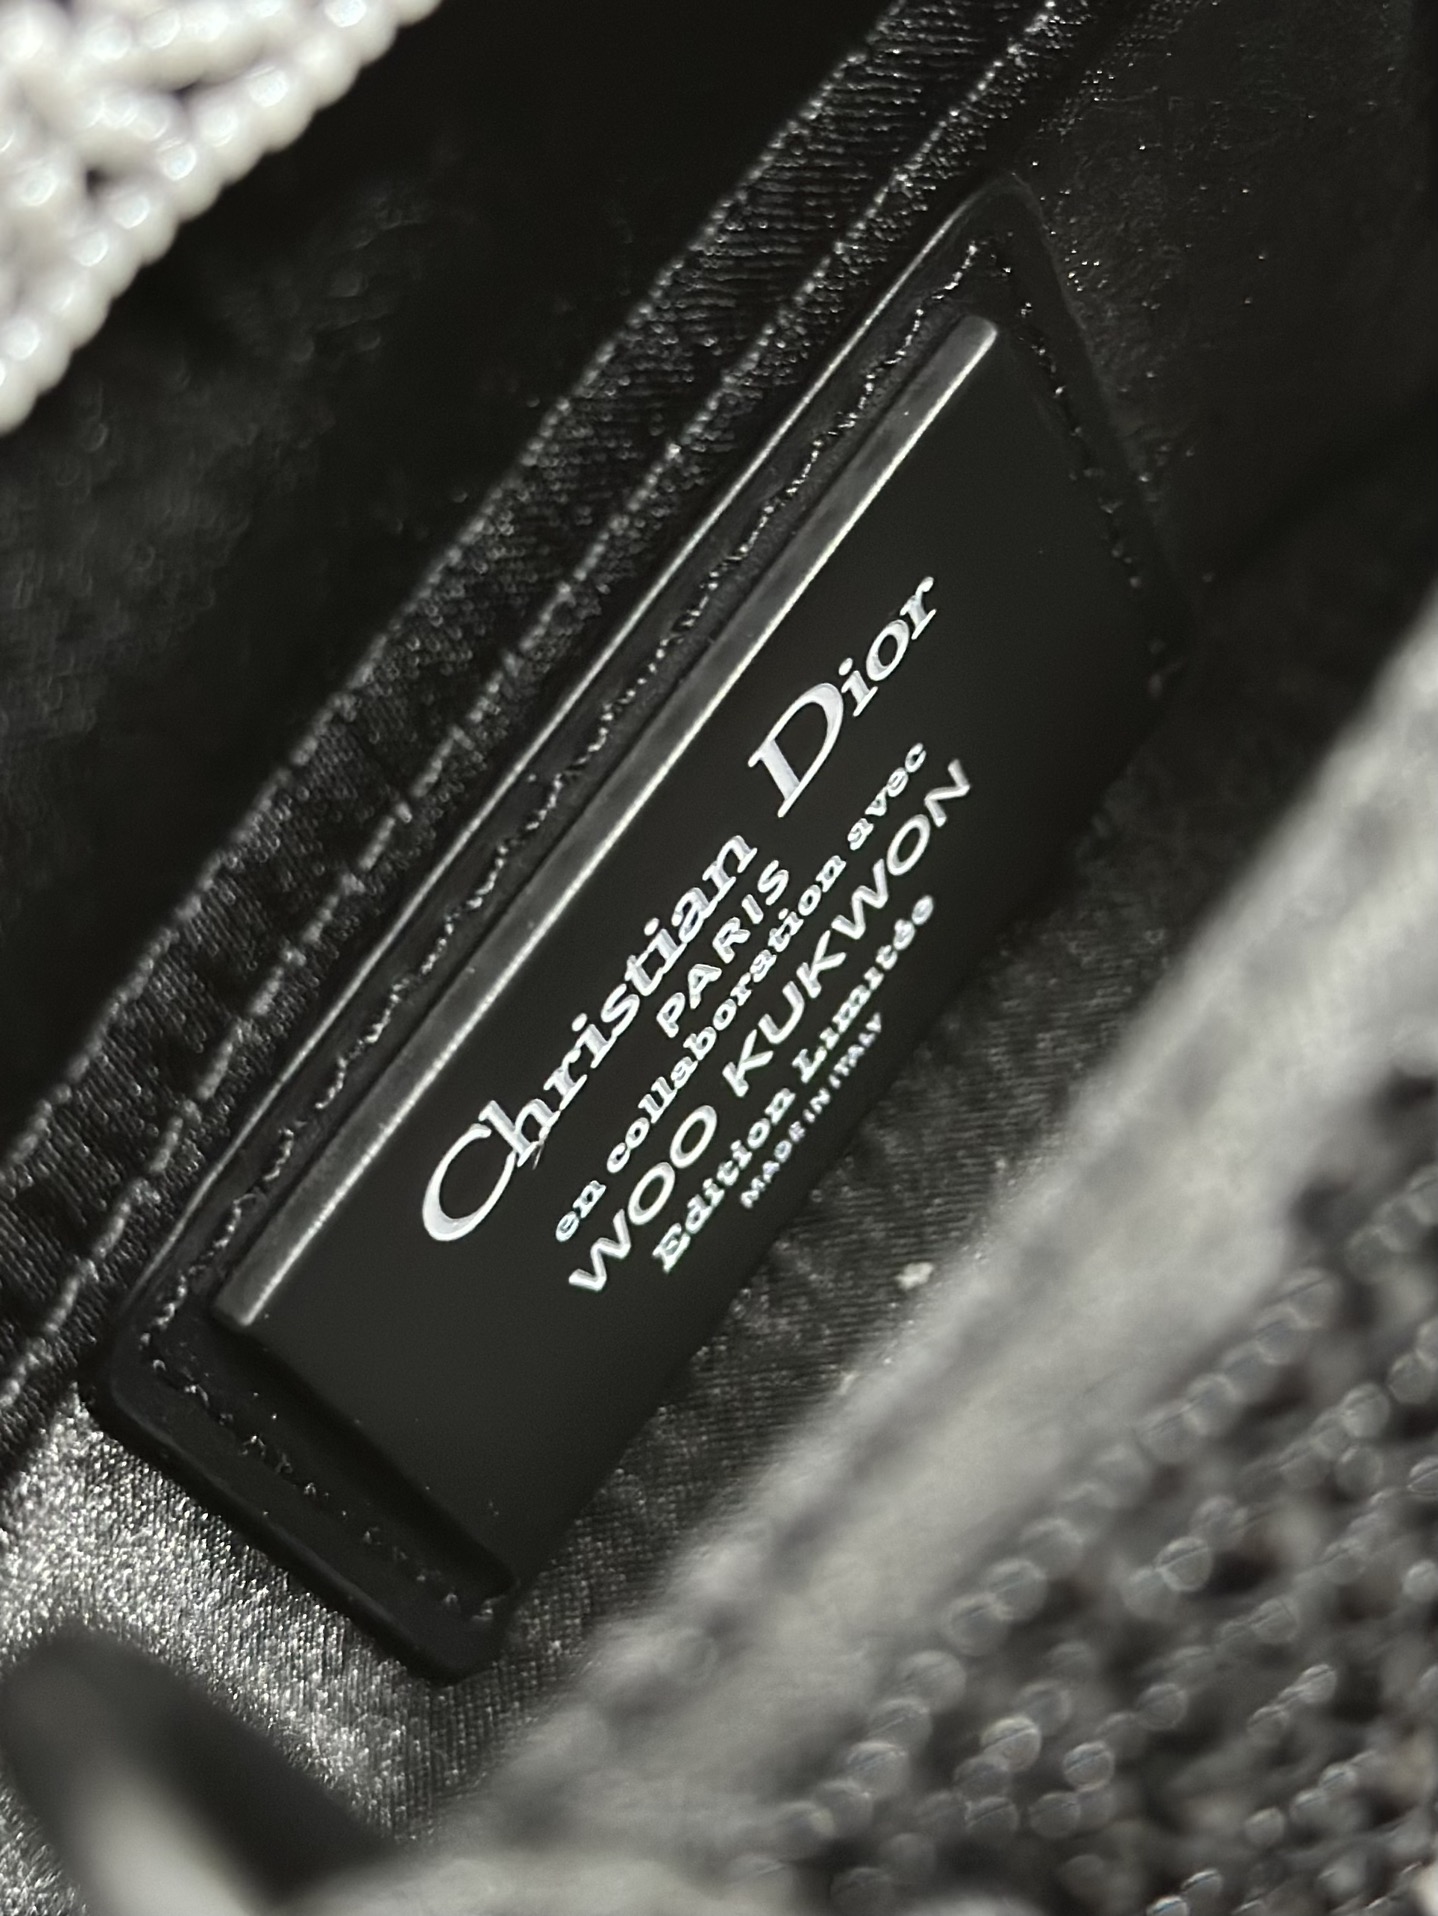 Christian Dior
PARIS
en collaboration avec
WOO KUKWON
Edition Limitée
MADE IN ITALY